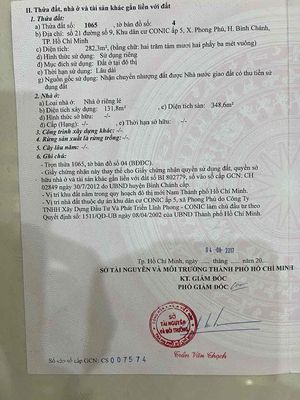 II. Thửa đất, nhà ở và tài sản khác gắn liền với đất
1. Thửa đất:
a) Thửa đất số: 1065 , tờ bản đồ số: 4
b) Địa chỉ: số 21 đường số 9, Khu dân cư CONIC ấp 5, X. Phong Phú, H. Bình Chánh,
TP. Hồ Chí Minh
c) Diện tích: 282,3m², (bằng chữ: hai trăm tám mươi hai phẩy ba mét vuông)
d) Hình thức sử dụng: Sử dụng riêng
đ) Mục đích sử dụng: Đất ở tại đô thị
e) Thời hạn sử dụng: Lâu dài
g) Nguồn gốc sử dụng: Nhận chuyển nhượng đất được Nhà nước giao đất có thu tiền sử
dụng đất
2. Nhà ở:
a) Loại nhà ở: Nhà ở riêng lẻ
b) Diện tích xây dựng: 131,8m² , c) Diện tích sàn: 348,6m²
d) Hình thức sở hữu: -/-
đ) Cấp (Hạng): -/- , e) Thời hạn sở hữu: -/-
3. Công trình xây dựng khác: -/-
4. Rừng sản xuất là rừng trồng: -/-
5. Cây lâu năm: -/-
6. Ghi chú:
- Trọn thửa 1065, tờ bản đồ số 04 (BĐĐC).
- Giấy chứng nhận này thay thế cho Giấy chứng nhận quyền sử dụng đất, quyền sở
hữu nhà ở và tài sản khác gắn liền với đất số BI 802779, số vào sổ cấp GCN: CH
02849 ngày 30/7/2012 do UBND huyện Bình Chánh cấp.
- Vị trí khu đất nằm trong quy hoạch đô thị mới Nam Thành phố Hồ Chí Minh.
- Vị trí nhà đất thuộc dự án khu dân cư CONIC ấp 5, xã Phong Phú do Công Ty
TNHH Xây Dựng Đầu Tư Và Phát Triển Lĩnh Phong - CONIC làm chủ đầu tư theo
Quyết định số: 1511/QĐ-UB ngày 08/04/2002 của UBND Thành phố Hồ Chí Minh.
04 -08- 2017
Tp. Hồ Chí Minh, ngày ..... tháng ..... năm 20...
SỞ TÀI NGUYÊN VÀ MÔI TRƯỜNG THÀNH PHỐ HỒ CHÍ MINH
KT. GIÁM ĐỐC
PHÓ GIÁM ĐỐC
SỞ
TÀI NGUYÊN
VÀ MÔI TRƯỜNG
Số vào sổ cấp GCN: CS 007574
Trần Văn Thạch